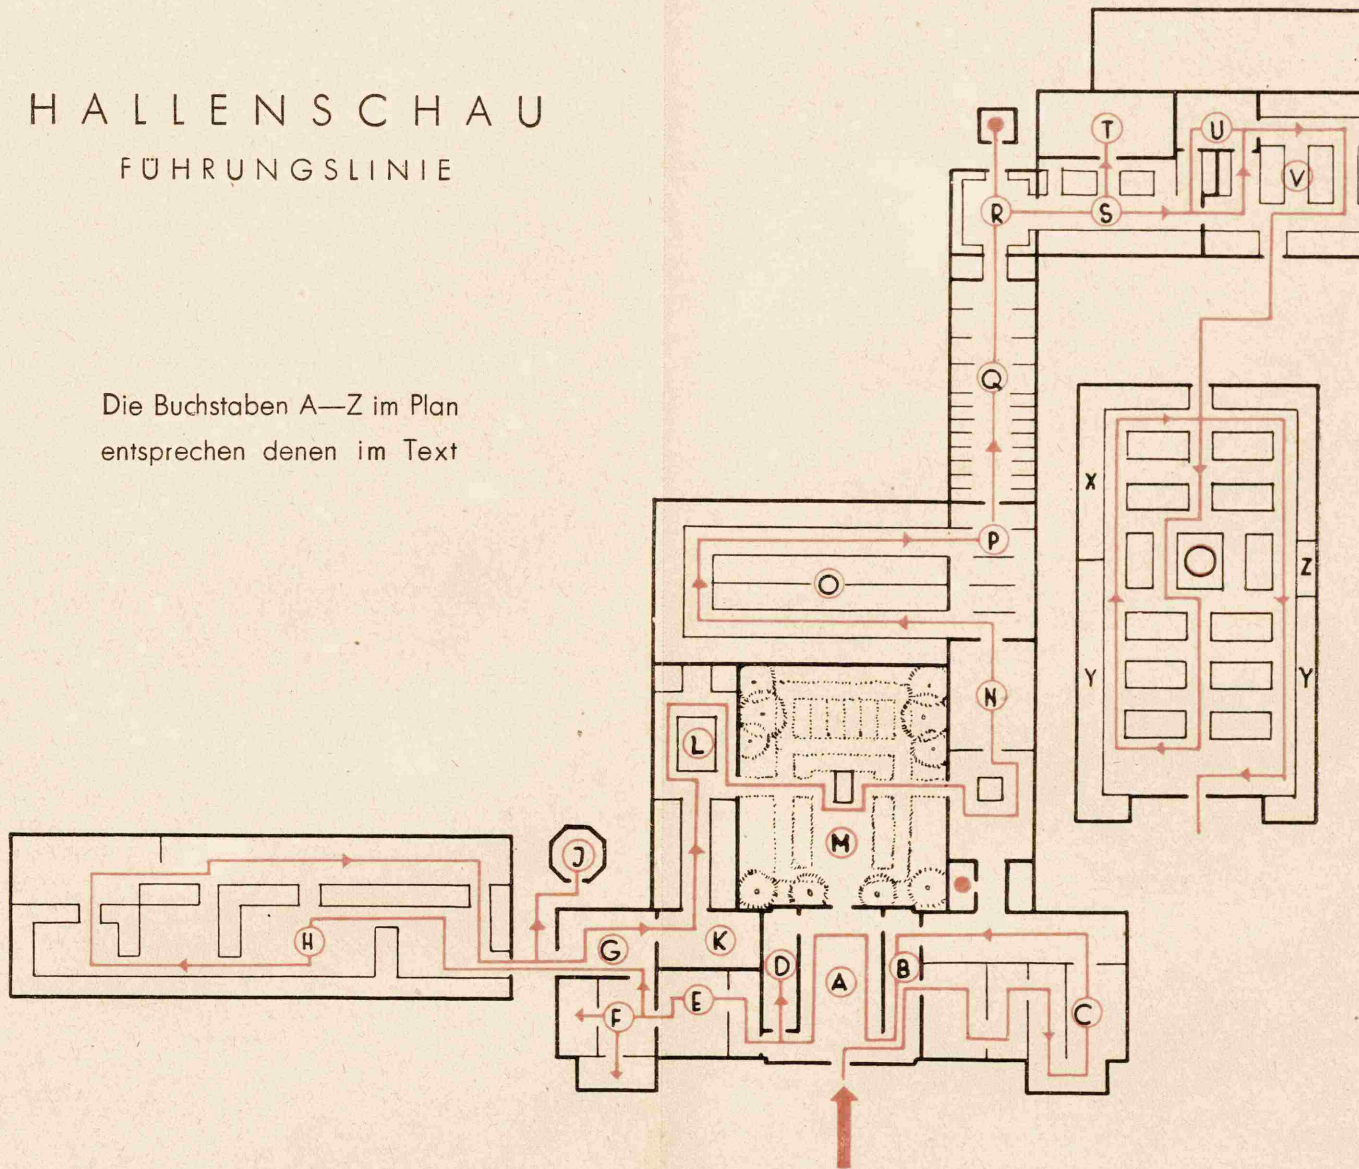 HALLENSCHAU
FÜHRUNGSLINIE
Die Buchstaben A—Z im Plan
entsprechen denen im Text
T
U
V
R
S
Q
X
P
Z
O
Y
Y
N
L
M
J
H
G
K
D
B
A
E
F
C